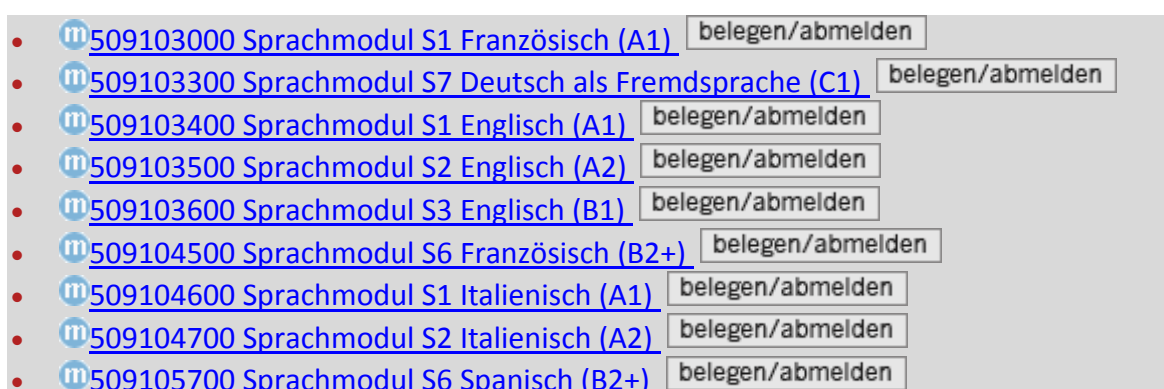 m 509103000 Sprachmodul S1 Französisch (A1) belegen/abmelden
m 509103300 Sprachmodul S7 Deutsch als Fremdsprache (C1) belegen/abmelden
m 509103400 Sprachmodul S1 Englisch (A1) belegen/abmelden
m 509103500 Sprachmodul S2 Englisch (A2) belegen/abmelden
m 509103600 Sprachmodul S3 Englisch (B1) belegen/abmelden
m 509104500 Sprachmodul S6 Französisch (B2+) belegen/abmelden
m 509104600 Sprachmodul S1 Italienisch (A1) belegen/abmelden
m 509104700 Sprachmodul S2 Italienisch (A2) belegen/abmelden
m 509105700 Sprachmodul S6 Spanisch (B2+) belegen/abmelden